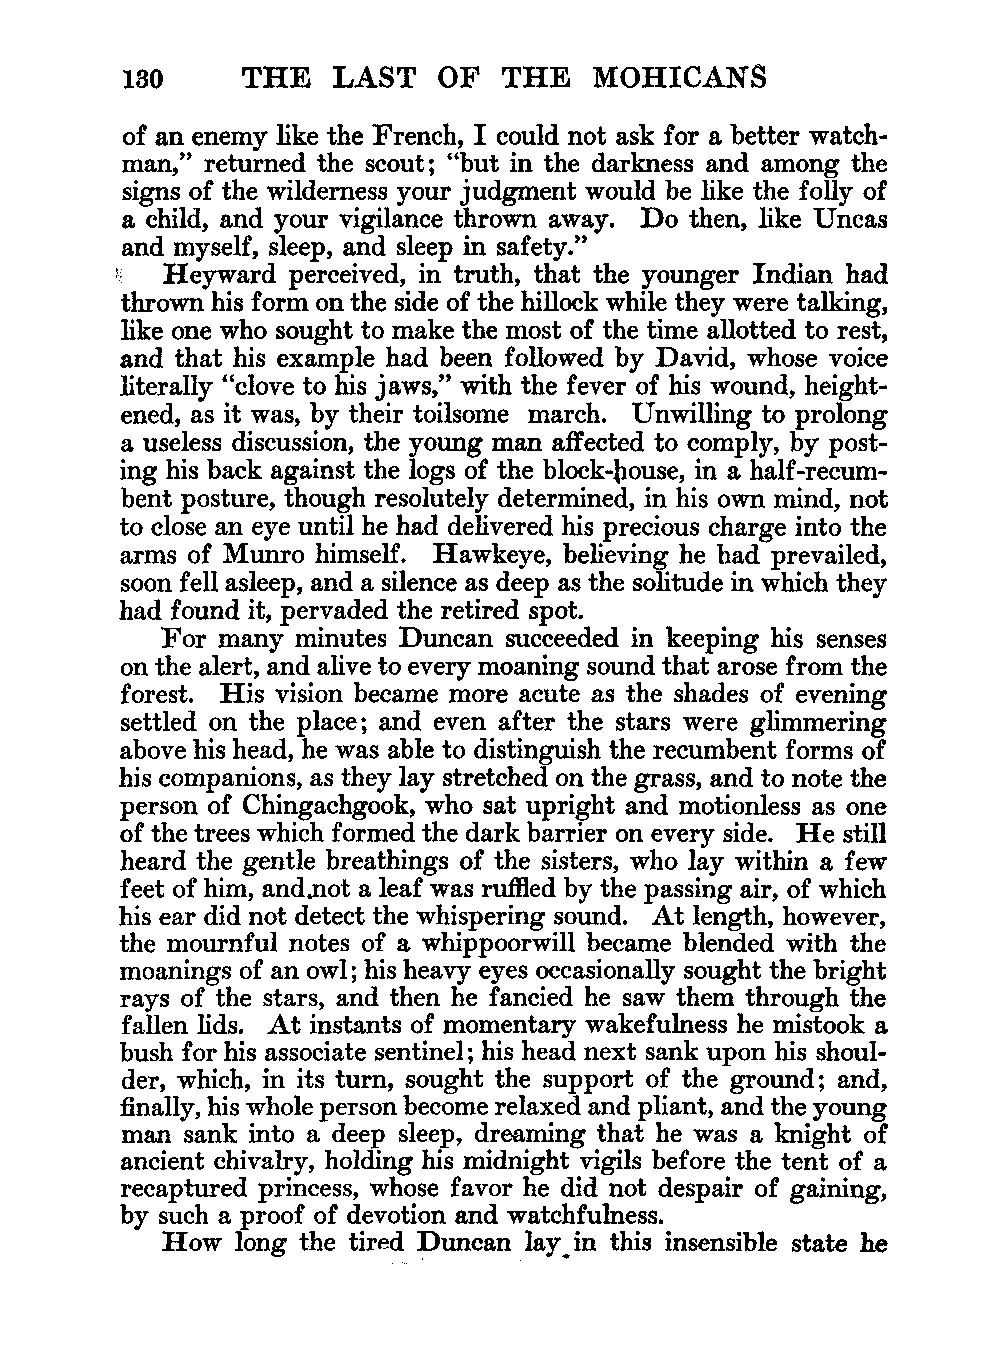 130 THE LAST OF THE MOHICANS
of an enemy like the French, I could not ask for a better watch-
man,” returned the scout; “but in the darkness and among the
signs of the wilderness your judgment would be like the folly of
a child, and your vigilance thrown away. Do then, like Uncas
and myself, sleep, and sleep in safety.”
Heyward perceived, in truth, that the younger Indian had
thrown his form on the side of the hillock while they were talking,
like one who sought to make the most of the time allotted to rest,
and that his example had been followed by David, whose voice
literally “clove to his jaws,” with the fever of his wound, height-
ened, as it was, by their toilsome march. Unwilling to prolong
a useless discussion, the young man affected to comply, by post-
ing his back against the logs of the block-house, in a half-recum-
bent posture, though resolutely determined, in his own mind, not
to close an eye until he had delivered his precious charge into the
arms of Munro himself. Hawkeye, believing he had prevailed,
soon fell asleep, and a silence as deep as the solitude in which they
had found it, pervaded the retired spot.
For many minutes Duncan succeeded in keeping his senses
on the alert, and alive to every moaning sound that arose from the
forest. His vision became more acute as the shades of evening
settled on the place; and even after the stars were glimmering
above his head, he was able to distinguish the recumbent forms of
his companions, as they lay stretched on the grass, and to note the
person of Chingachgook, who sat upright and motionless as one
of the trees which formed the dark barrier on every side. He still
heard the gentle breathings of the sisters, who lay within a few
feet of him, and not a leaf was ruffled by the passing air, of which
his ear did not detect the whispering sound. At length, however,
the mournful notes of a whippoorwill became blended with the
moanings of an owl; his heavy eyes occasionally sought the bright
rays of the stars, and then he fancied he saw them through the
fallen lids. At instants of momentary wakefulness he mistook a
bush for his associate sentinel; his head next sank upon his shoul-
der, which, in its turn, sought the support of the ground; and,
finally, his whole person become relaxed and pliant, and the young
man sank into a deep sleep, dreaming that he was a knight of
ancient chivalry, holding his midnight vigils before the tent of a
recaptured princess, whose favor he did not despair of gaining,
by such a proof of devotion and watchfulness.
How long the tired Duncan lay in this insensible state he